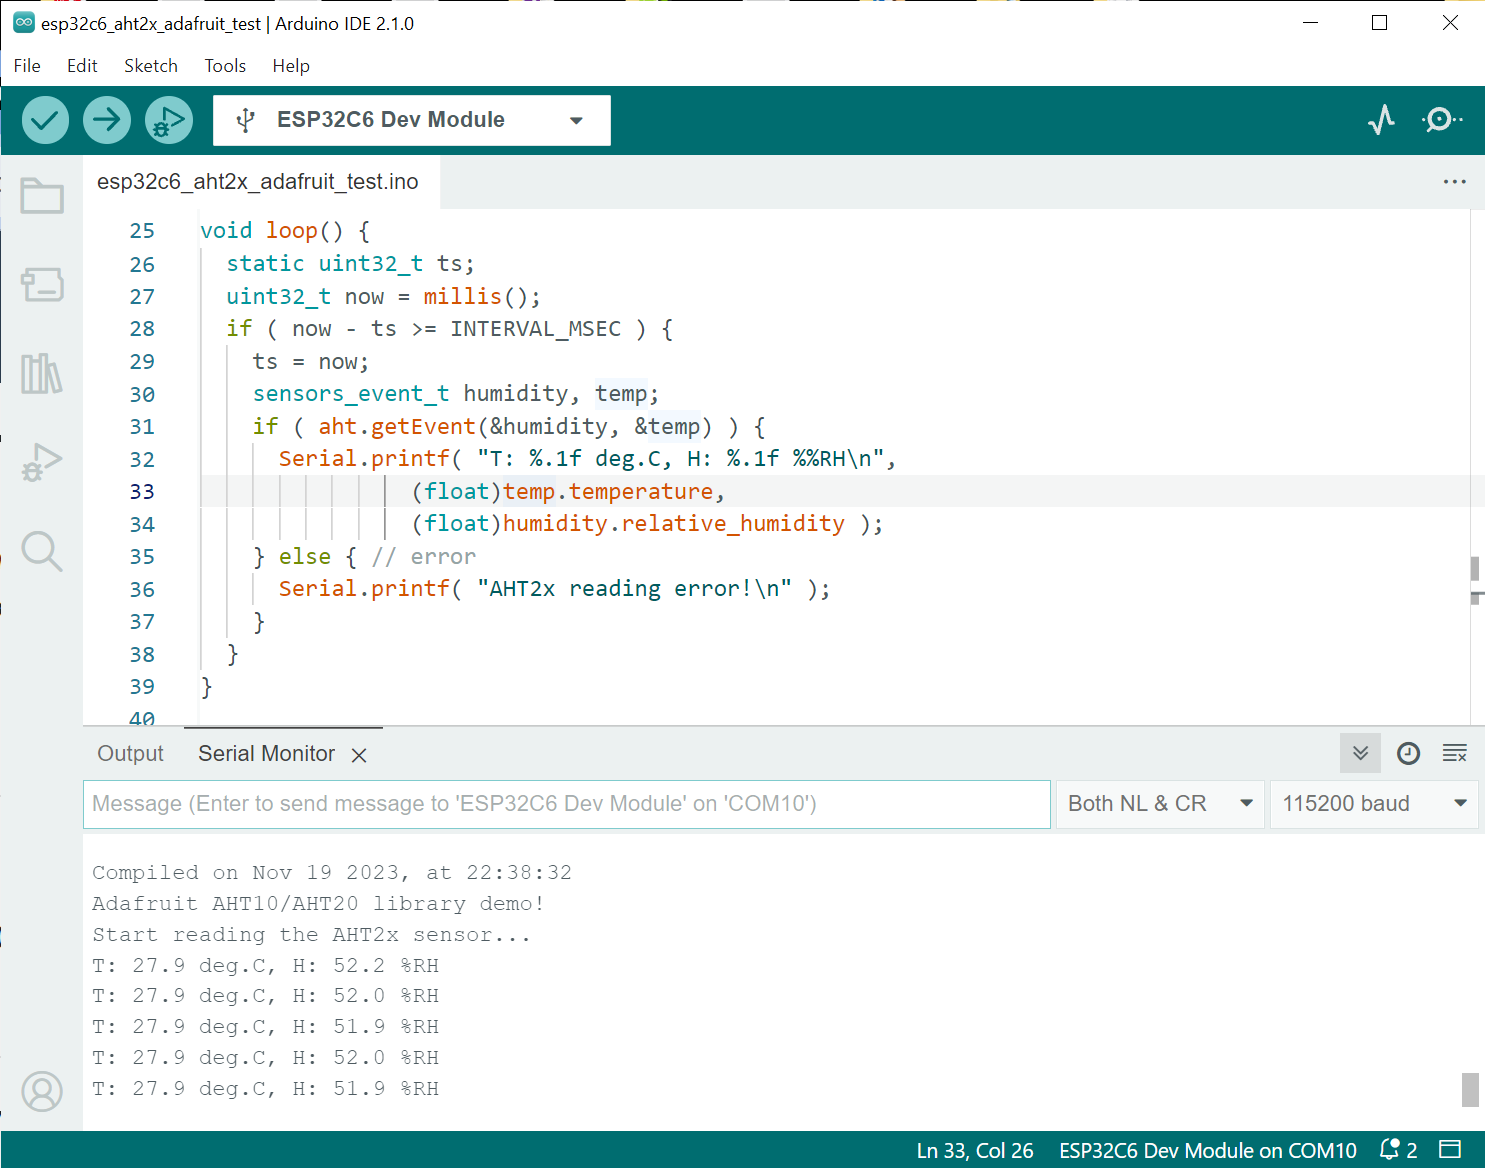 esp32c6_aht2x_adafruit_test | Arduino IDE 2.1.0
File Edit Sketch Tools Help
ESP32C6 Dev Module
esp32c6_aht2x_adafruit_test.ino
25 void loop() {
26 static uint32_t ts;
27 uint32_t now = millis();
28 if ( now - ts >= INTERVAL_MSEC ) {
29 ts = now;
30 sensors_event_t humidity, temp;
31 if ( aht.getEvent(&humidity, &temp) ) {
32 Serial.printf( "T: %.1f deg.C, H: %.1f %%RH\n",
33 (float)temp.temperature,
34 (float)humidity.relative_humidity );
35 } else { // error
36 Serial.printf( "AHT2x reading error!\n" );
37 }
38 }
39 }
40
Output Serial Monitor
Message (Enter to send message to 'ESP32C6 Dev Module' on 'COM10') Both NL & CR 115200 baud
Compiled on Nov 19 2023, at 22:38:32
Adafruit AHT10/AHT20 library demo!
Start reading the AHT2x sensor...
T: 27.9 deg.C, H: 52.2 %RH
T: 27.9 deg.C, H: 52.0 %RH
T: 27.9 deg.C, H: 51.9 %RH
T: 27.9 deg.C, H: 52.0 %RH
T: 27.9 deg.C, H: 51.9 %RH
Ln 33, Col 26 ESP32C6 Dev Module on COM10 2